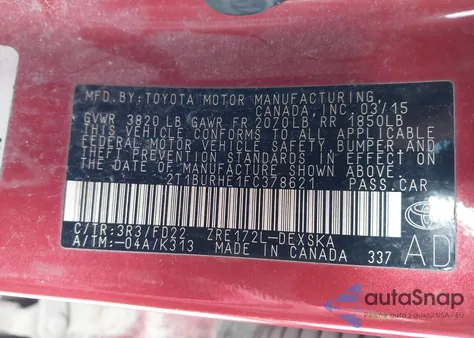 MFD. BY: TOYOTA MOTOR MANUFACTURING
CANADA, INC. 03/15
GVWR 3820 LB GAWR FR 2070LB RR 1850LB
THIS VEHICLE CONFORMS TO ALL APPLICABLE
FEDERAL MOTOR VEHICLE SAFETY, BUMPER AND
THEFT PREVENTION STANDARDS IN EFFECT ON
THE DATE OF MANUFACTURE SHOWN ABOVE.
2T1BURHE1FC378621 PASS.CAR
C/TR:3R3/FD22 ZRE172L-DEXSKA
A/TM:-04A/K313 MADE IN CANADA 337
AD
autoSnap